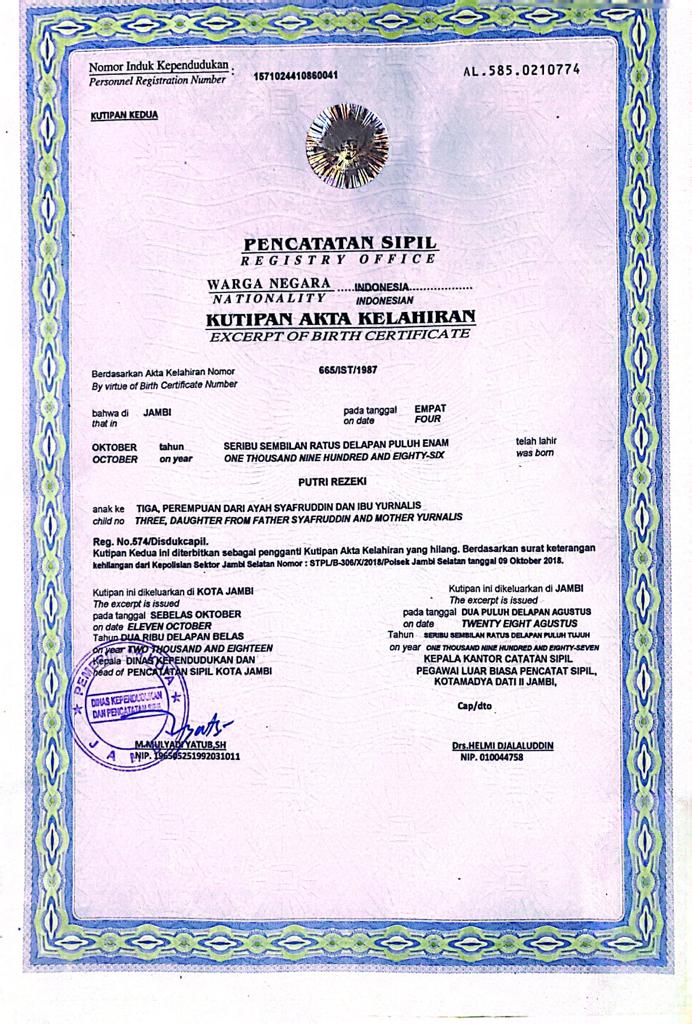 Nomor Induk Kependudukan : 1571024410860041 AL.585.0210774
Personnel Registration Number
KUTIPAN KEDUA
PENCATATAN SIPIL
REGISTRY OFFICE
WARGA NEGARA .....INDONESIA..................
NATIONALITY INDONESIAN
KUTIPAN AKTA KELAHIRAN
EXCERPT OF BIRTH CERTIFICATE
Berdasarkan Akta Kelahiran Nomor 665/IST/1987
By virtue of Birth Certificate Number
bahwa di JAMBI pada tanggal EMPAT
that in on date FOUR
OKTOBER tahun SERIBU SEMBILAN RATUS DELAPAN PULUH ENAM telah lahir
OCTOBER on year ONE THOUSAND NINE HUNDRED AND EIGHTY-SIX was born
PUTRI REZEKI
anak ke TIGA, PEREMPUAN DARI AYAH SYAFRUDDIN DAN IBU YURNALIS
child no THREE, DAUGHTER FROM FATHER SYAFRUDDIN AND MOTHER YURNALIS
Reg. No.574/Disdukcapil.
Kutipan Kedua ini diterbitkan sebagai pengganti Kutipan Akta Kelahiran yang hilang. Berdasarkan surat keterangan
kehilangan dari Kepolisian Sektor Jambi Selatan Nomor : STPL/B-306/X/2018/Polsek Jambi Selatan tanggal 09 Oktober 2018.
Kutipan ini dikeluarkan di KOTA JAMBI
The excerpt is issued
pada tanggal SEBELAS OKTOBER
on date ELEVEN OCTOBER
Tahun DUA RIBU DELAPAN BELAS
on year TWO THOUSAND AND EIGHTEEN
Kepala DINAS KEPENDUDUKAN DAN
head of PENCATATAN SIPIL KOTA JAMBI
DINAS KEPENDUDUKAN
DAN PENCATATAN SIPIL
M.MULYADI YATUB,SH
NIP. 196505251992031011
Kutipan ini dikeluarkan di JAMBI
The excerpt is issued
pada tanggal DUA PULUH DELAPAN AGUSTUS
on date TWENTY EIGHT AGUSTUS
Tahun SERIBU SEMBILAN RATUS DELAPAN PULUH TUJUH
on year ONE THOUSAND NINE HUNDRED AND EIGHTY-SEVEN
KEPALA KANTOR CATATAN SIPIL
PEGAWAI LUAR BIASA PENCATAT SIPIL,
KOTAMADYA DATI II JAMBI,
Cap/dto
Drs.HELMI DJALALUDDIN
NIP. 010044758